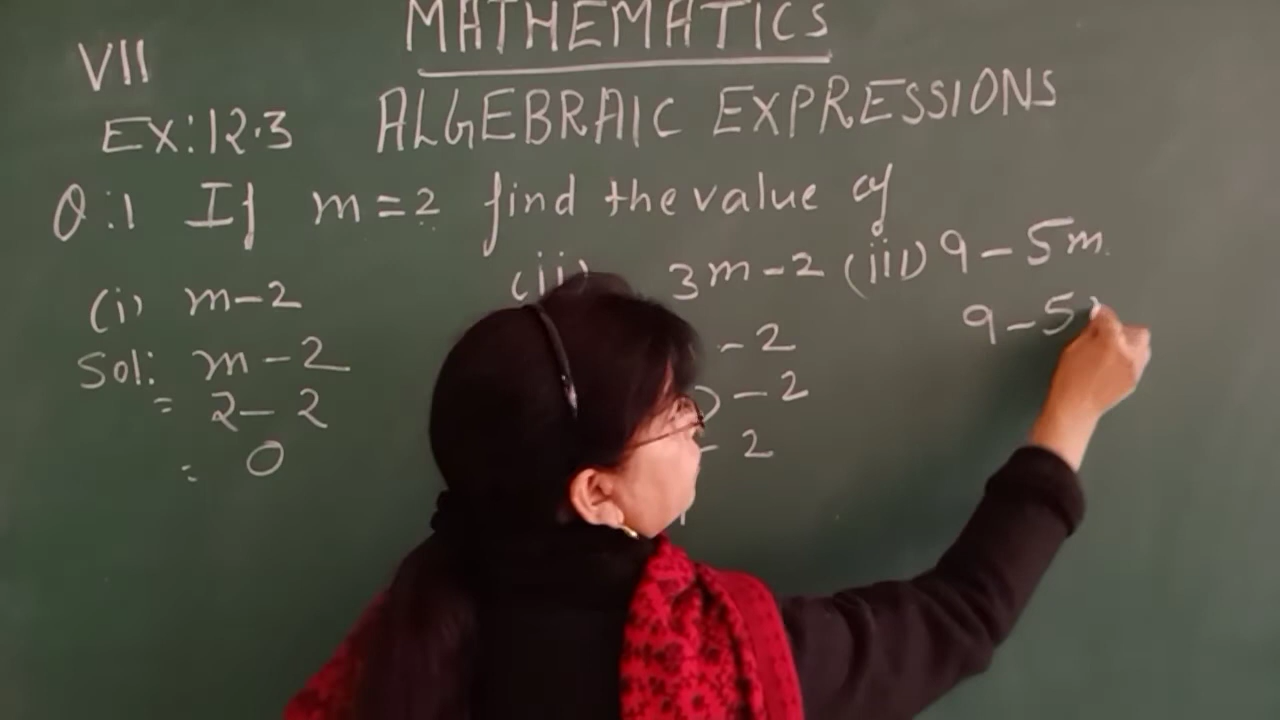 MATHEMATICS
VII
EX:12.3 ALGEBRAIC EXPRESSIONS
Q:1 If m=2 find the value of
(i) m-2 (ii) 3m-2 (iii) 9-5m
Sol: m-2 -2 9-5
= 2-2 -2
= 0 - 2